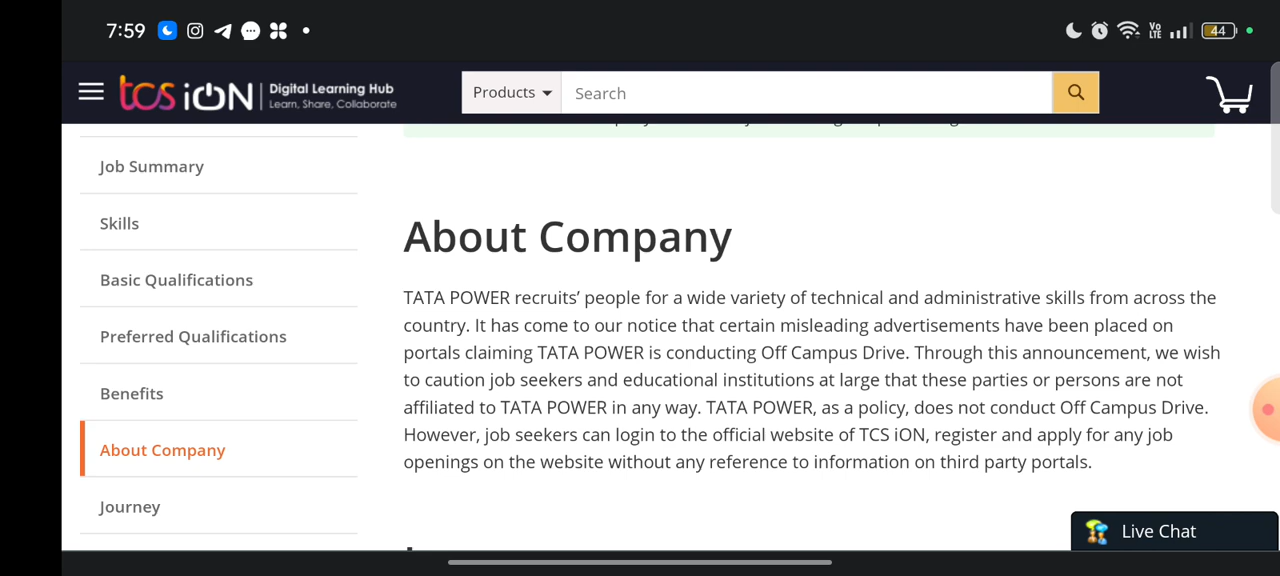 7:59
Vo LTE
44
tcs iON | Digital Learning Hub
Learn, Share, Collaborate
Products
Search
Job Summary
Skills
Basic Qualifications
Preferred Qualifications
Benefits
About Company
Journey
About Company
TATA POWER recruits’ people for a wide variety of technical and administrative skills from across the
country. It has come to our notice that certain misleading advertisements have been placed on
portals claiming TATA POWER is conducting Off Campus Drive. Through this announcement, we wish
to caution job seekers and educational institutions at large that these parties or persons are not
affiliated to TATA POWER in any way. TATA POWER, as a policy, does not conduct Off Campus Drive.
However, job seekers can login to the official website of TCS iON, register and apply for any job
openings on the website without any reference to information on third party portals.
Live Chat